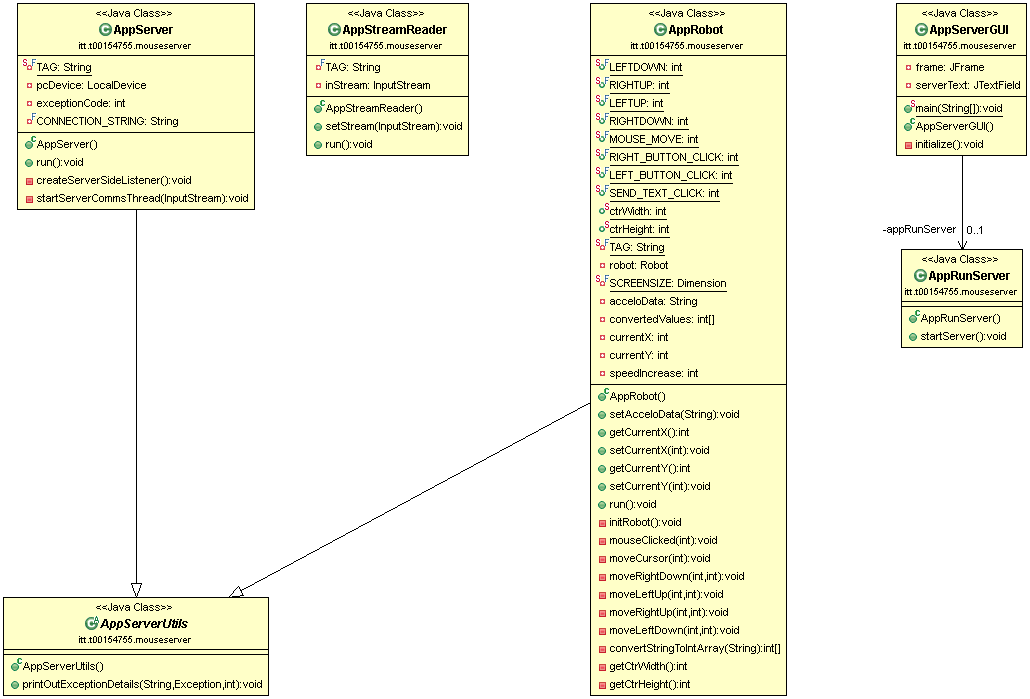 <<Java Class>>
AppServer
itt.t00154755.mouseserver
TAG: String
pcDevice: LocalDevice
exceptionCode: int
CONNECTION_STRING: String
AppServer()
run():void
createServerSideListener():void
startServerCommsThread(InputStream):void
<<Java Class>>
AppStreamReader
itt.t00154755.mouseserver
TAG: String
inStream: InputStream
AppStreamReader()
setStream(InputStream):void
run():void
<<Java Class>>
AppRobot
itt.t00154755.mouseserver
LEFTDOWN: int
RIGHTUP: int
LEFTUP: int
RIGHTDOWN: int
MOUSE_MOVE: int
RIGHT_BUTTON_CLICK: int
LEFT_BUTTON_CLICK: int
SEND_TEXT_CLICK: int
ctrWidth: int
ctrHeight: int
TAG: String
robot: Robot
SCREENSIZE: Dimension
acceloData: String
convertedValues: int[]
currentX: int
currentY: int
speedIncrease: int
AppRobot()
setAcceloData(String):void
getCurrentX():int
setCurrentX(int):void
getCurrentY():int
setCurrentY(int):void
run():void
initRobot():void
mouseClicked(int):void
moveCursor(int):void
moveRightDown(int,int):void
moveLeftUp(int,int):void
moveRightUp(int,int):void
moveLeftDown(int,int):void
convertStringToIntArray(String):int[]
getCtrWidth():int
getCtrHeight():int
<<Java Class>>
AppServerGUI
itt.t00154755.mouseserver
frame: JFrame
serverText: JTextField
main(String[]):void
AppServerGUI()
initialize():void
-appRunServer 0..1
<<Java Class>>
AppRunServer
itt.t00154755.mouseserver
AppRunServer()
startServer():void
<<Java Class>>
AppServerUtils
itt.t00154755.mouseserver
AppServerUtils()
printOutExceptionDetails(String,Exception,int):void